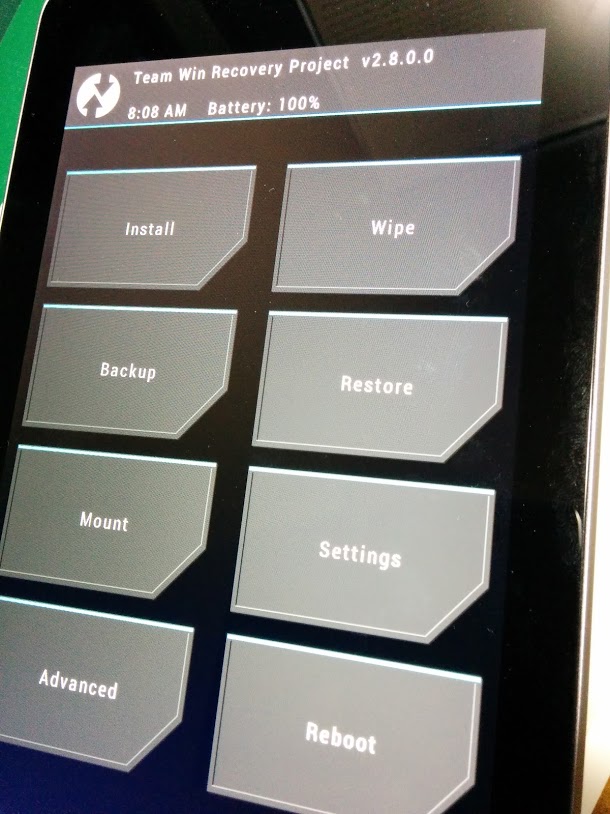 Team Win Recovery Project v2.8.0.0
8:08 AM Battery: 100%
Install
Wipe
Backup
Restore
Mount
Settings
Advanced
Reboot